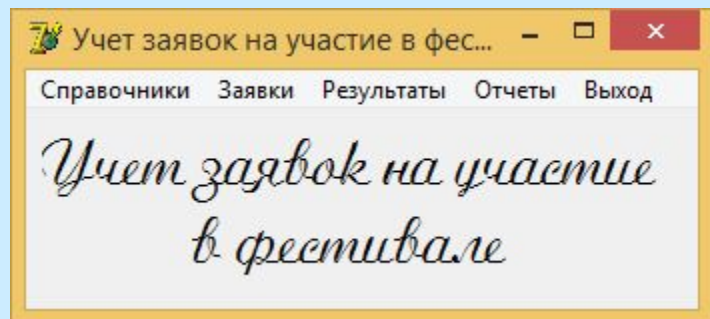 Учет заявок на участие в фес...
Справочники Заявки Результаты Отчеты Выход
Учет заявок на участие
в фестивале